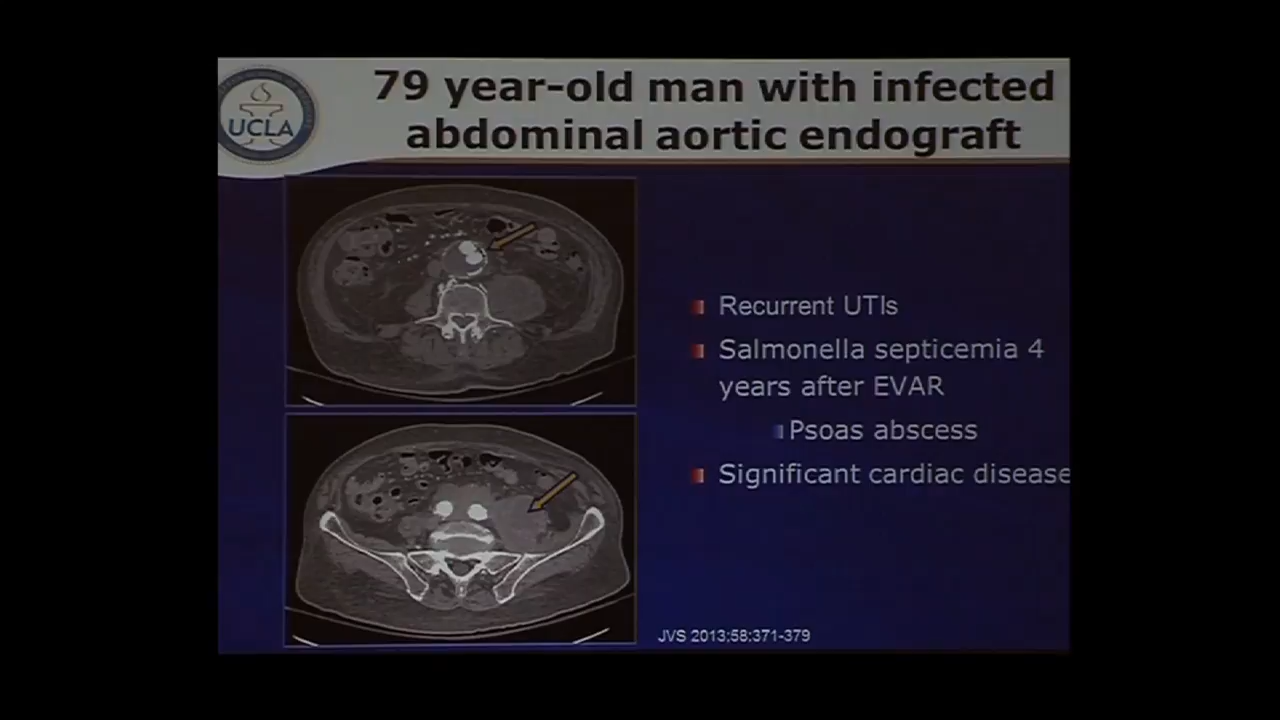 79 year-old man with infected
abdominal aortic endograft
UCLA
Recurrent UTIs
Salmonella septicemia 4
years after EVAR
Psoas abscess
Significant cardiac disease
JVS 2013;58:371-379